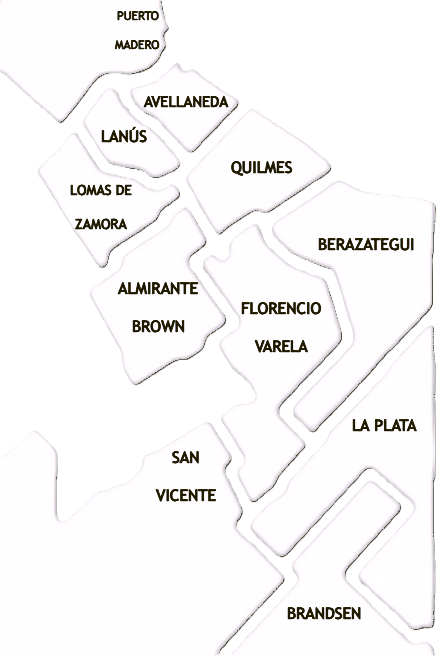 PUERTO
MADERO
AVELLANEDA
LANÚS
QUILMES
LOMAS DE
ZAMORA
BERAZATEGUI
ALMIRANTE
BROWN
FLORENCIO
VARELA
LA PLATA
SAN
VICENTE
BRANDSEN